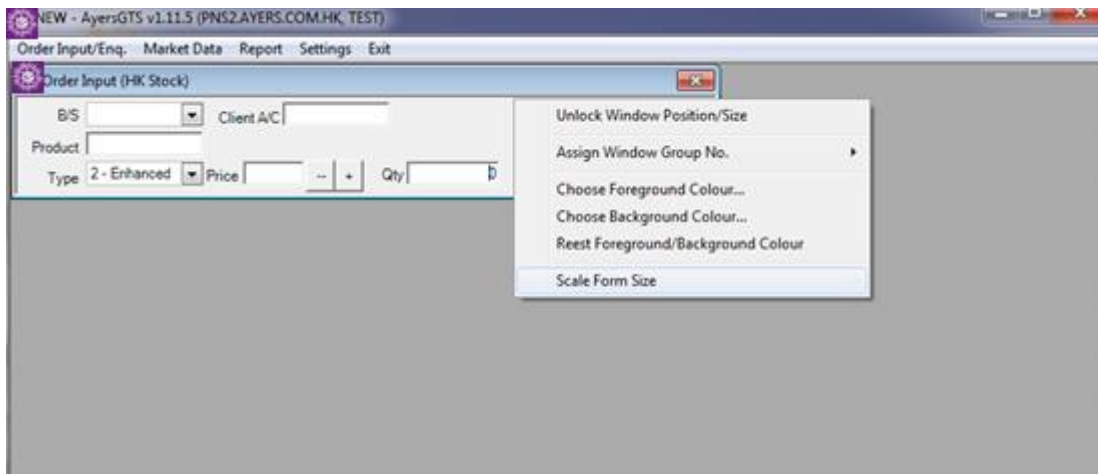 NEW - AyersGTS v1.11.5 (PNS2.AYERS.COM.HK, TEST)
Order Input/Enq. Market Data Report Settings Exit
Order Input (HK Stock)
B/S Client A/C
Product
Type 2 - Enhanced Price -- + Qty 0
Unlock Window Position/Size
Assign Window Group No.
Choose Foreground Colour...
Choose Background Colour...
Reest Foreground/Background Colour
Scale Form Size